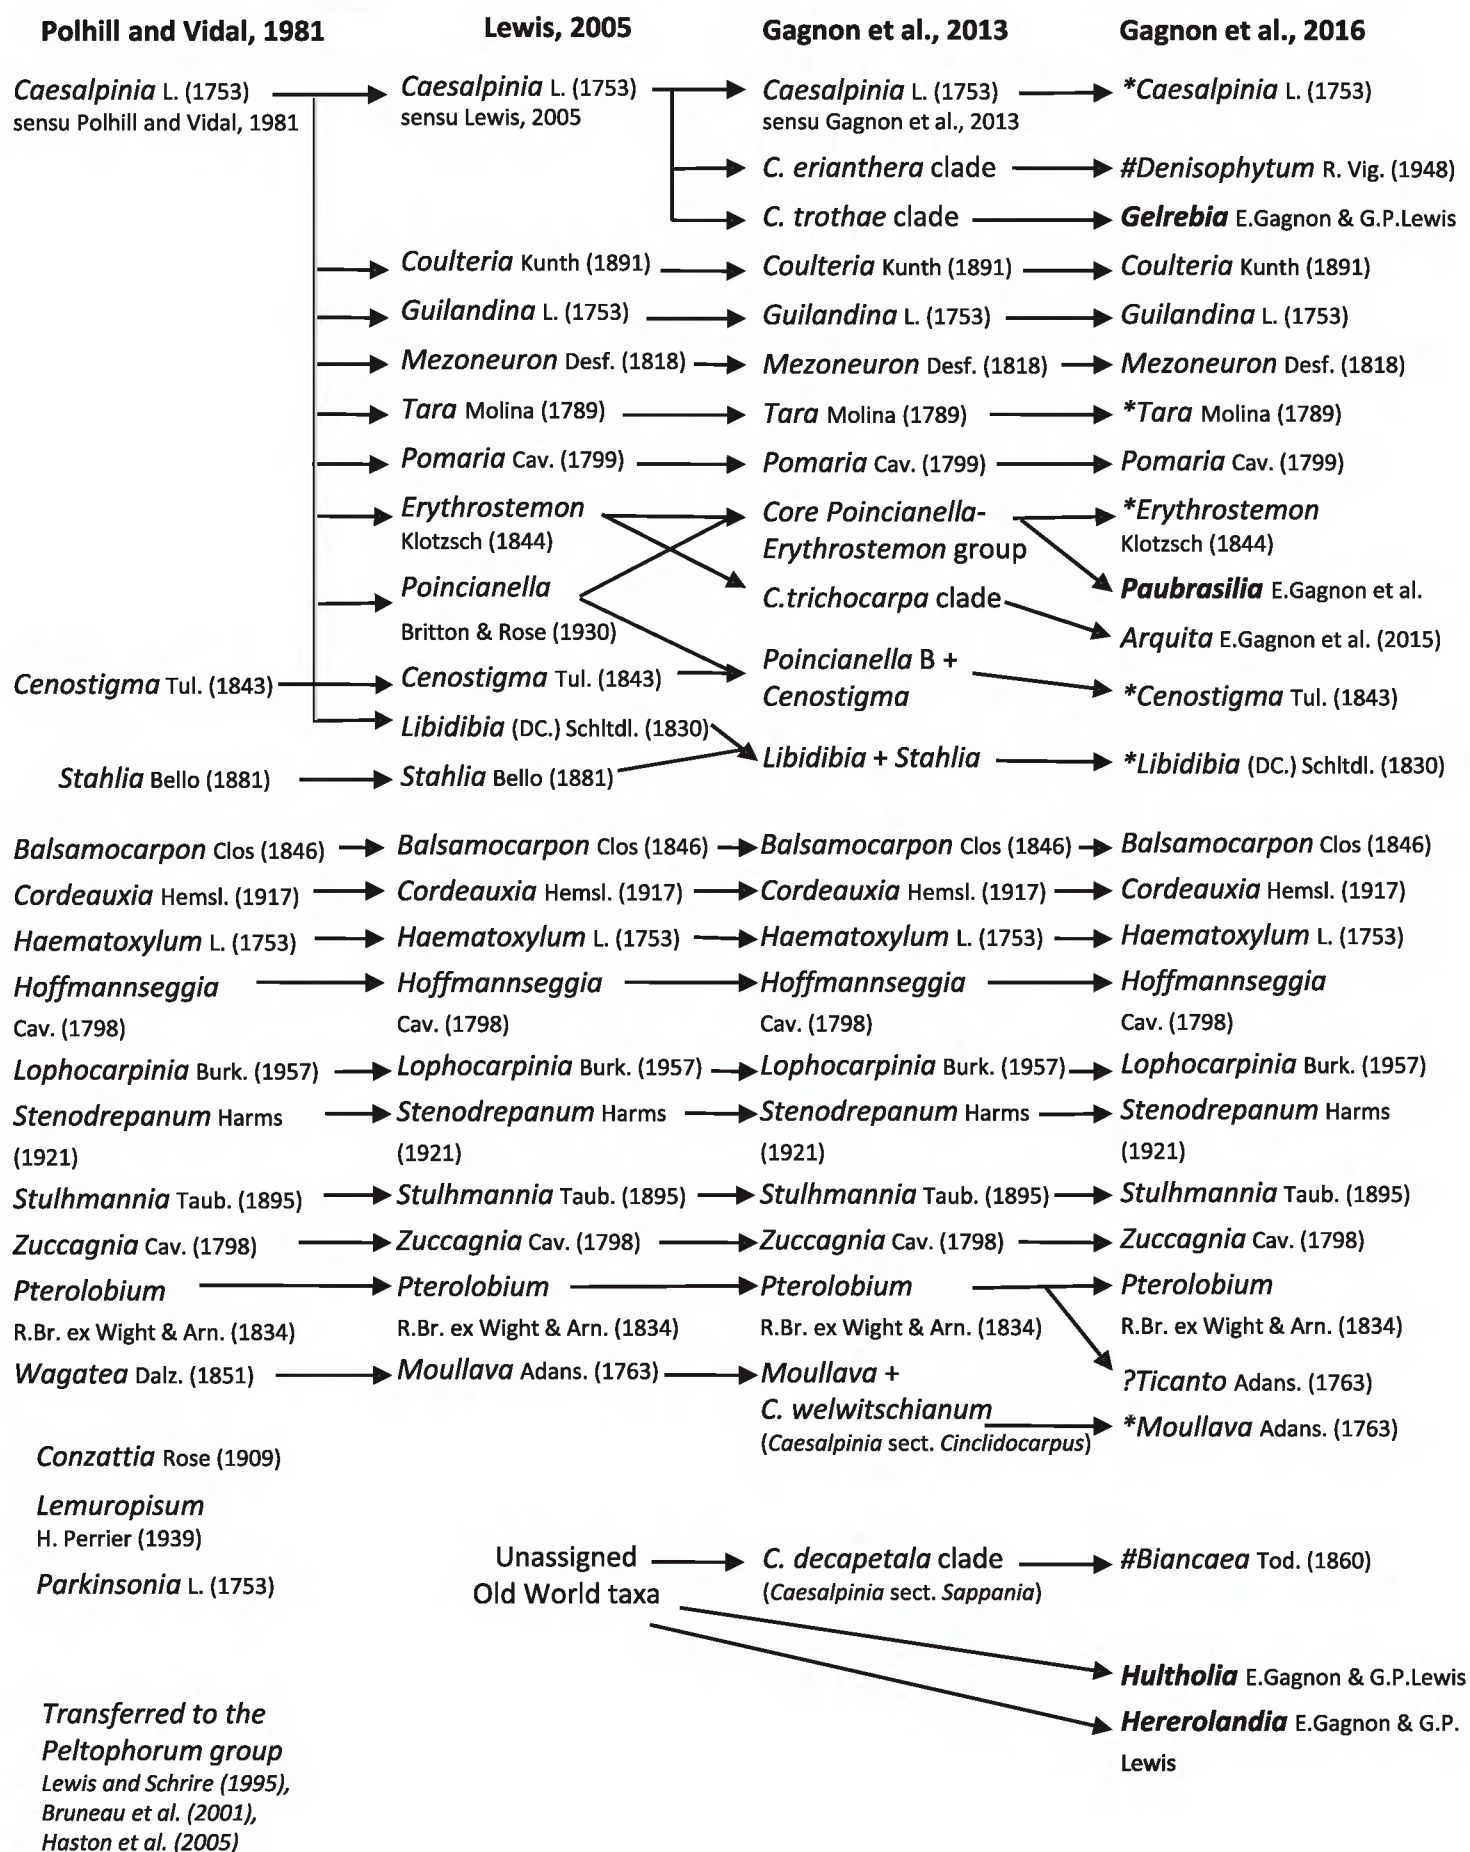 Polhill and Vidal, 1981
Lewis, 2005
Gagnon et al., 2013
Gagnon et al., 2016
Caesalpinia L. (1753)
sensu Polhill and Vidal, 1981
Caesalpinia L. (1753)
sensu Lewis, 2005
Caesalpinia L. (1753)
sensu Gagnon et al., 2013
*Caesalpinia L. (1753)
C. erianthera clade
#Denisophytum R. Vig. (1948)
C. trothae clade
Gelrebia E.Gagnon & G.P.Lewis
Coulteria Kunth (1891)
Coulteria Kunth (1891)
Coulteria Kunth (1891)
Guilandina L. (1753)
Guilandina L. (1753)
Guilandina L. (1753)
Mezoneuron Desf. (1818)
Mezoneuron Desf. (1818)
Mezoneuron Desf. (1818)
Tara Molina (1789)
Tara Molina (1789)
*Tara Molina (1789)
Pomaria Cav. (1799)
Pomaria Cav. (1799)
Pomaria Cav. (1799)
Erythrostemon
Klotzsch (1844)
Core Poincianella-
Erythrostemon group
*Erythrostemon
Klotzsch (1844)
Poincianella
Britton & Rose (1930)
C.trichocarpa clade
Paubrasilia E.Gagnon et al.
Arquita E.Gagnon et al. (2015)
Cenostigma Tul. (1843)
Cenostigma Tul. (1843)
Poincianella B +
Cenostigma
*Cenostigma Tul. (1843)
Libidibia (DC.) Schltdl. (1830)
Stahlia Bello (1881)
Stahlia Bello (1881)
Libidibia + Stahlia
*Libidibia (DC.) Schltdl. (1830)
Balsamocarpon Clos (1846)
Balsamocarpon Clos (1846)
Balsamocarpon Clos (1846)
Balsamocarpon Clos (1846)
Cordeauxia Hemsl. (1917)
Cordeauxia Hemsl. (1917)
Cordeauxia Hemsl. (1917)
Cordeauxia Hemsl. (1917)
Haematoxylum L. (1753)
Haematoxylum L. (1753)
Haematoxylum L. (1753)
Haematoxylum L. (1753)
Hoffmannseggia
Cav. (1798)
Hoffmannseggia
Cav. (1798)
Hoffmannseggia
Cav. (1798)
Hoffmannseggia
Cav. (1798)
Lophocarpinia Burk. (1957)
Lophocarpinia Burk. (1957)
Lophocarpinia Burk. (1957)
Lophocarpinia Burk. (1957)
Stenodrepanum Harms
(1921)
Stenodrepanum Harms
(1921)
Stenodrepanum Harms
(1921)
Stenodrepanum Harms
(1921)
Stulhmannia Taub. (1895)
Stulhmannia Taub. (1895)
Stulhmannia Taub. (1895)
Stulhmannia Taub. (1895)
Zuccagnia Cav. (1798)
Zuccagnia Cav. (1798)
Zuccagnia Cav. (1798)
Zuccagnia Cav. (1798)
Pterolobium
R.Br. ex Wight & Arn. (1834)
Pterolobium
R.Br. ex Wight & Arn. (1834)
Pterolobium
R.Br. ex Wight & Arn. (1834)
Pterolobium
R.Br. ex Wight & Arn. (1834)
Wagatea Dalz. (1851)
Moullava Adans. (1763)
Moullava +
C. welwitschianum
(Caesalpinia sect. Cinclidocarpus)
?Ticanto Adans. (1763)
*Moullava Adans. (1763)
Conzattia Rose (1909)
Lemuropisum
H. Perrier (1939)
Parkinsonia L. (1753)
Unassigned
Old World taxa
C. decapetala clade
(Caesalpinia sect. Sappania)
#Biancaea Tod. (1860)
Hultholia E.Gagnon & G.P.Lewis
Hererolandia E.Gagnon & G.P.
Lewis
Transferred to the
Peltophorum group
Lewis and Schrire (1995),
Bruneau et al. (2001),
Haston et al. (2005)